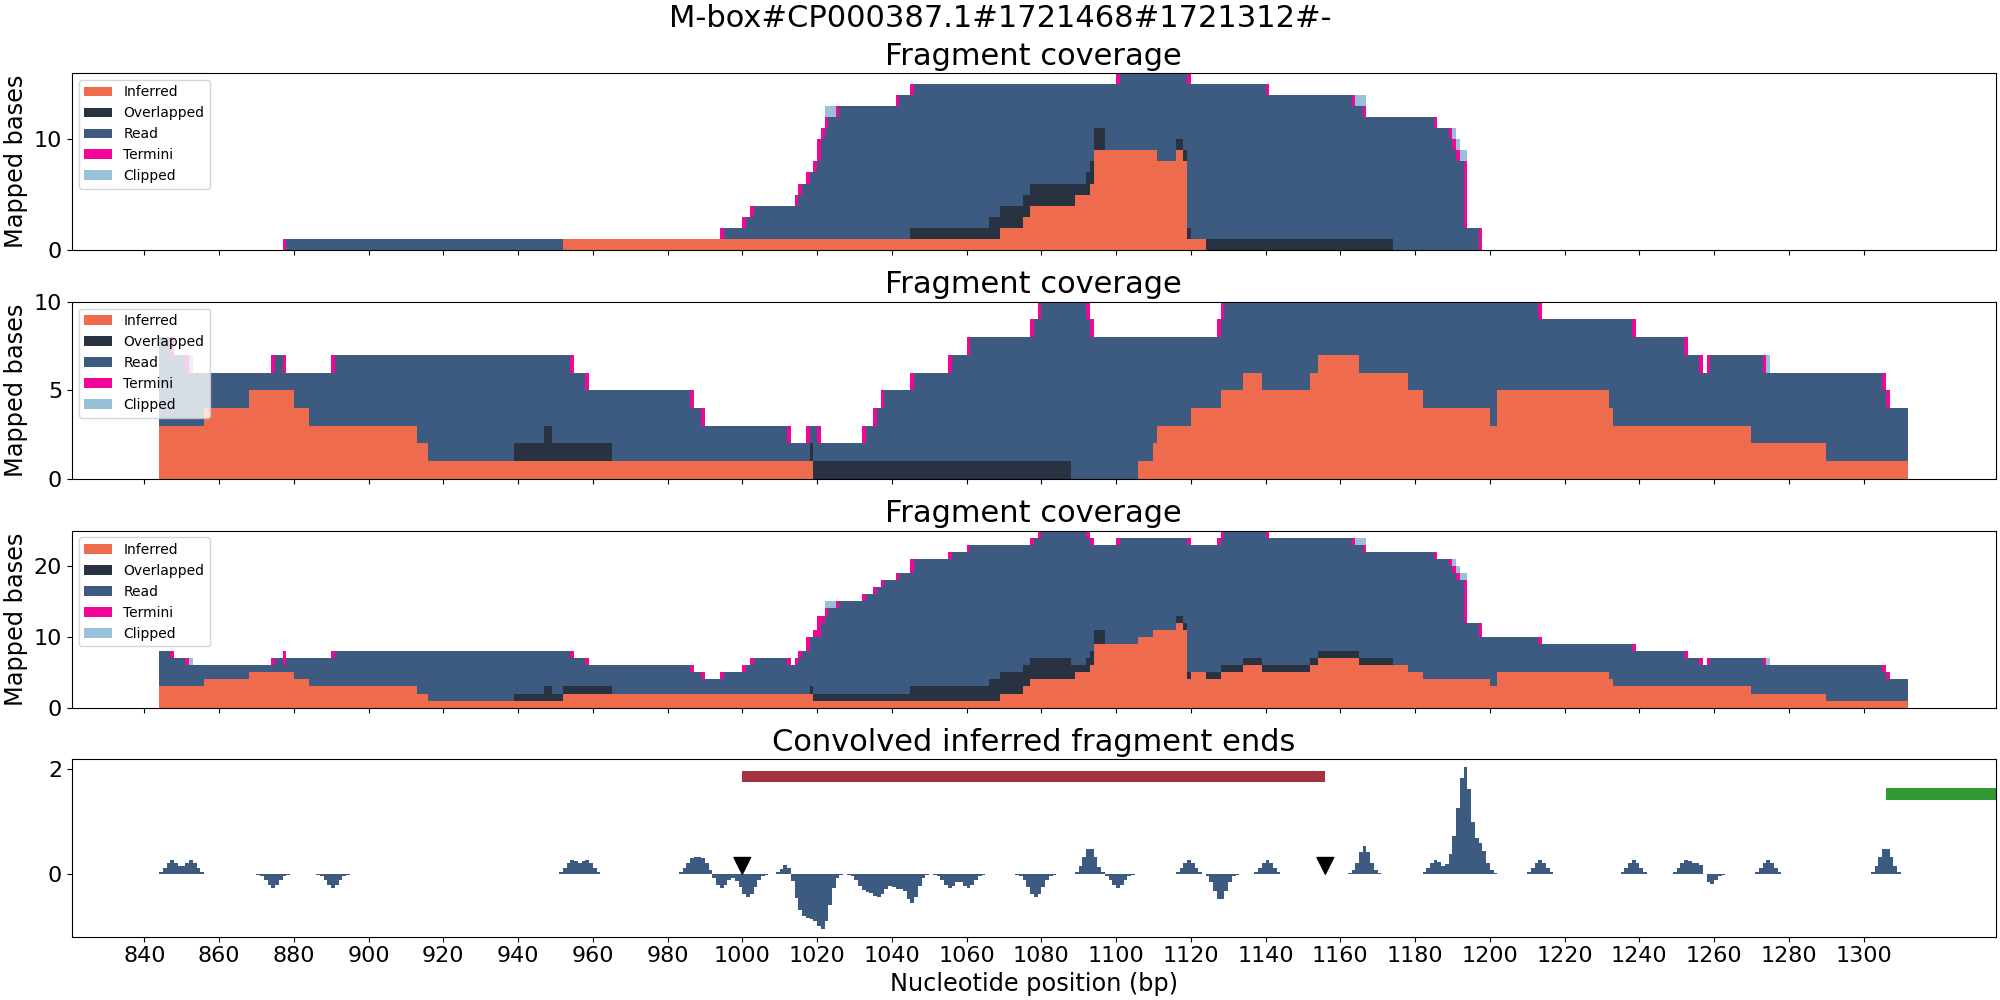 M-box#CP000387.1#1721468#1721312#-
Fragment coverage
Mapped bases
10
0
Inferred
Overlapped
Read
Termini
Clipped
Fragment coverage
Mapped bases
10
5
0
Inferred
Overlapped
Read
Termini
Clipped
Fragment coverage
Mapped bases
20
10
0
Inferred
Overlapped
Read
Termini
Clipped
Convolved inferred fragment ends
2
0
840 860 880 900 920 940 960 980 1000 1020 1040 1060 1080 1100 1120 1140 1160 1180 1200 1220 1240 1260 1280 1300
Nucleotide position (bp)